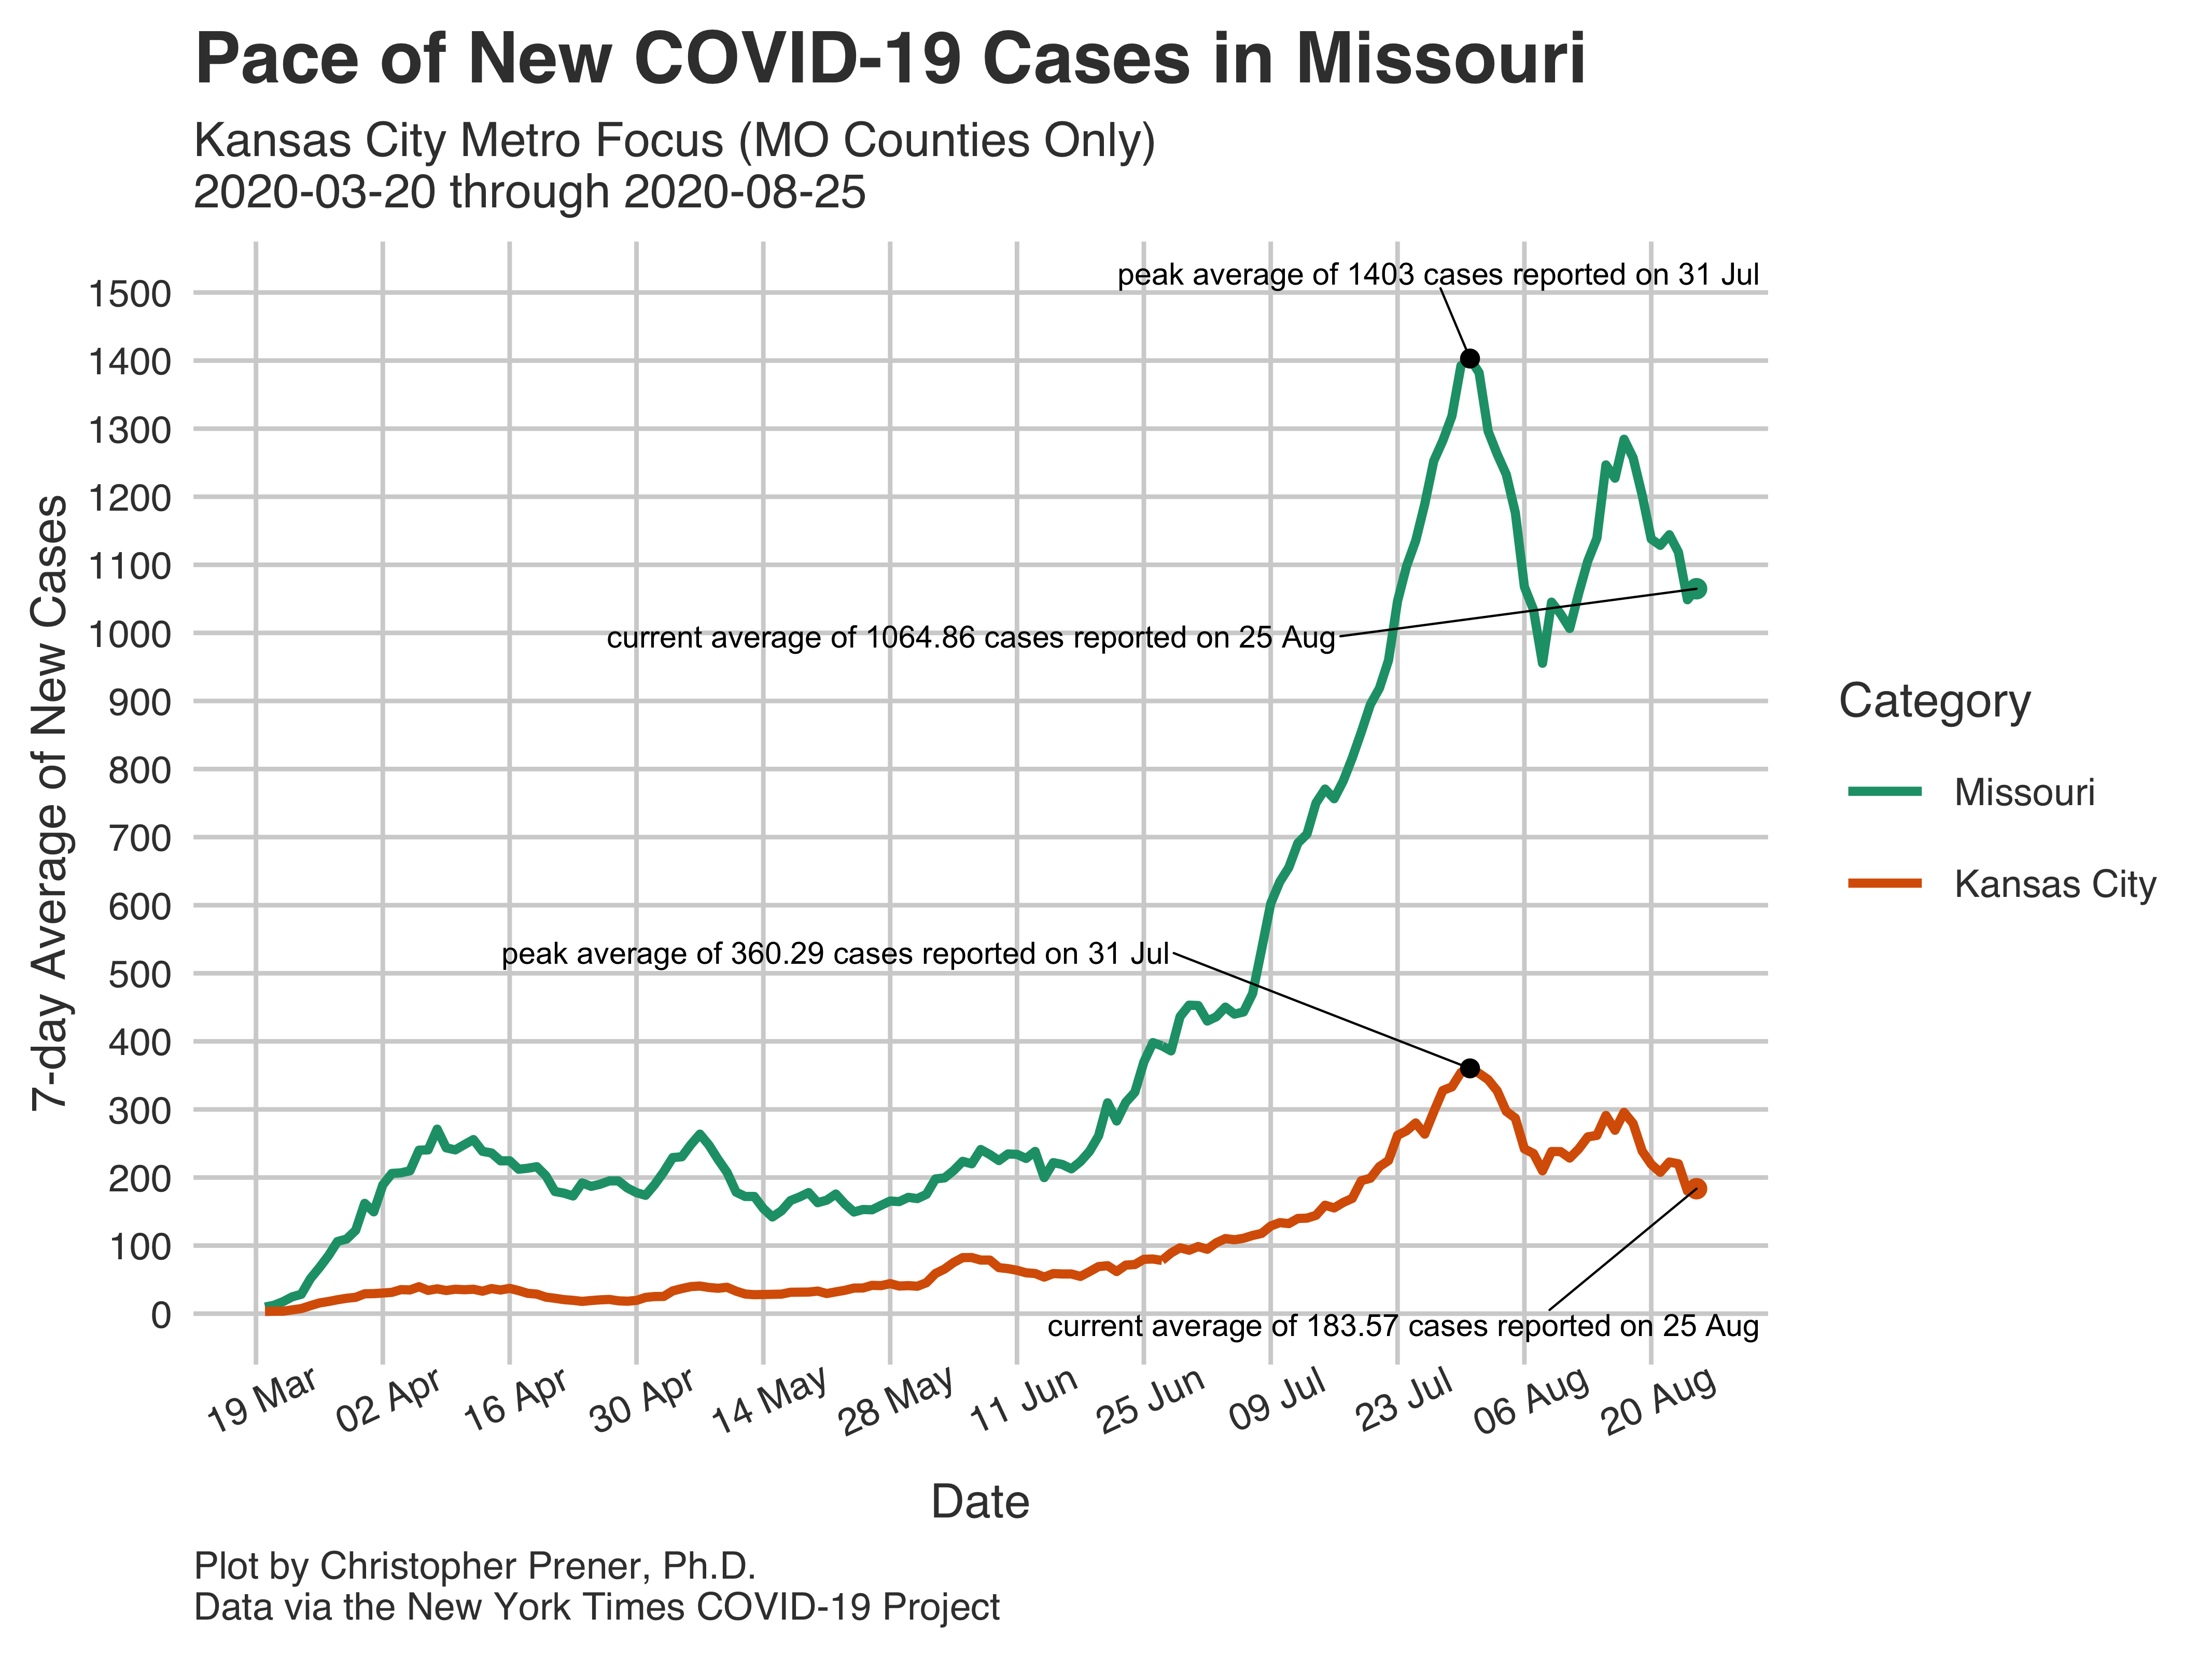 Pace of New COVID-19 Cases in Missouri
Kansas City Metro Focus (MO Counties Only)
2020-03-20 through 2020-08-25
7-day Average of New Cases
1500
1400
1300
1200
1100
1000
900
800
700
600
500
400
300
200
100
0
peak average of 1403 cases reported on 31 Jul
current average of 1064.86 cases reported on 25 Aug
peak average of 360.29 cases reported on 31 Jul
current average of 183.57 cases reported on 25 Aug
Category
Missouri
Kansas City
19 Mar
02 Apr
16 Apr
30 Apr
14 May
28 May
11 Jun
25 Jun
09 Jul
23 Jul
06 Aug
20 Aug
Date
Plot by Christopher Prener, Ph.D.
Data via the New York Times COVID-19 Project